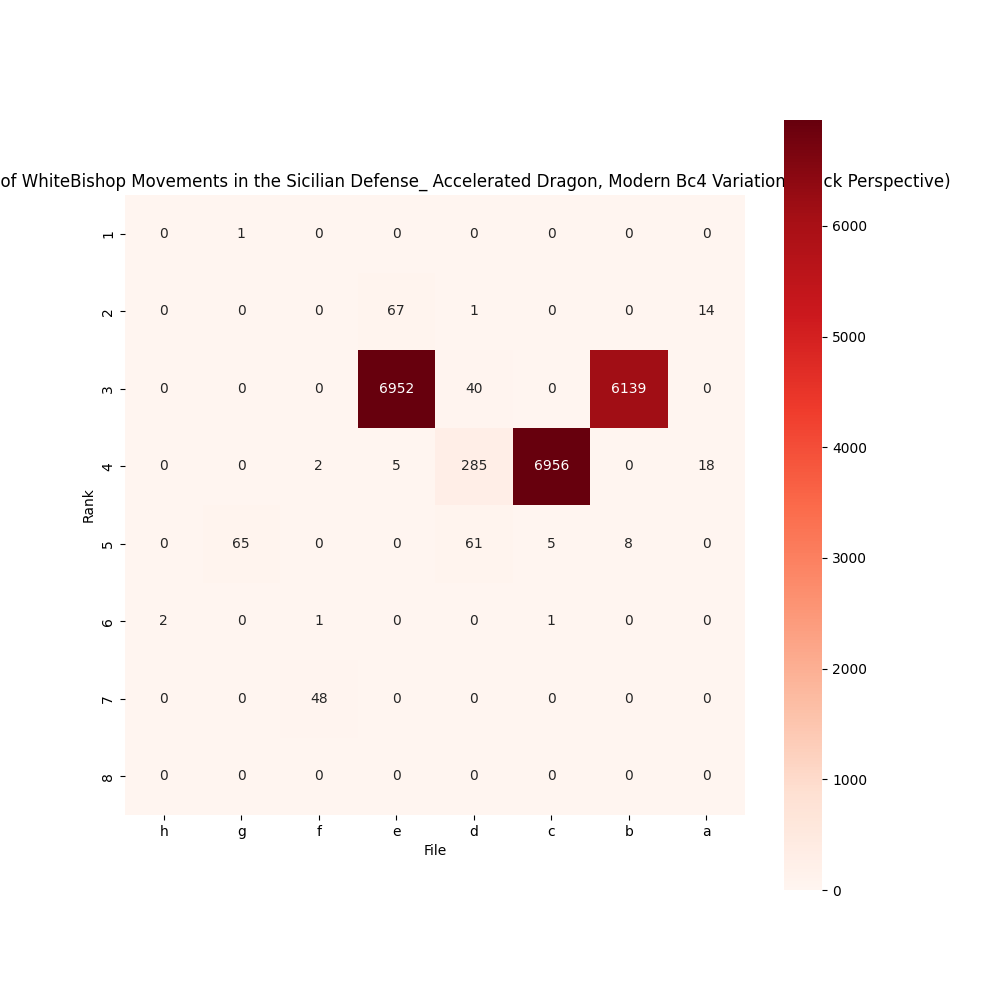 of WhiteBishop Movements in the Sicilian Defense_ Accelerated Dragon, Modern Bc4 Variation ck Perspective)
1 0 1 0 0 0 0 0 0
2 0 0 0 67 1 0 0 14
3 0 0 0 6952 40 0 6139 0
4 0 0 2 5 285 6956 0 18
5 0 65 0 0 61 5 8 0
6 2 0 1 0 0 1 0 0
7 0 0 48 0 0 0 0 0
8 0 0 0 0 0 0 0 0
h g f e d c b a
File
Rank
6000
5000
4000
3000
2000
1000
0